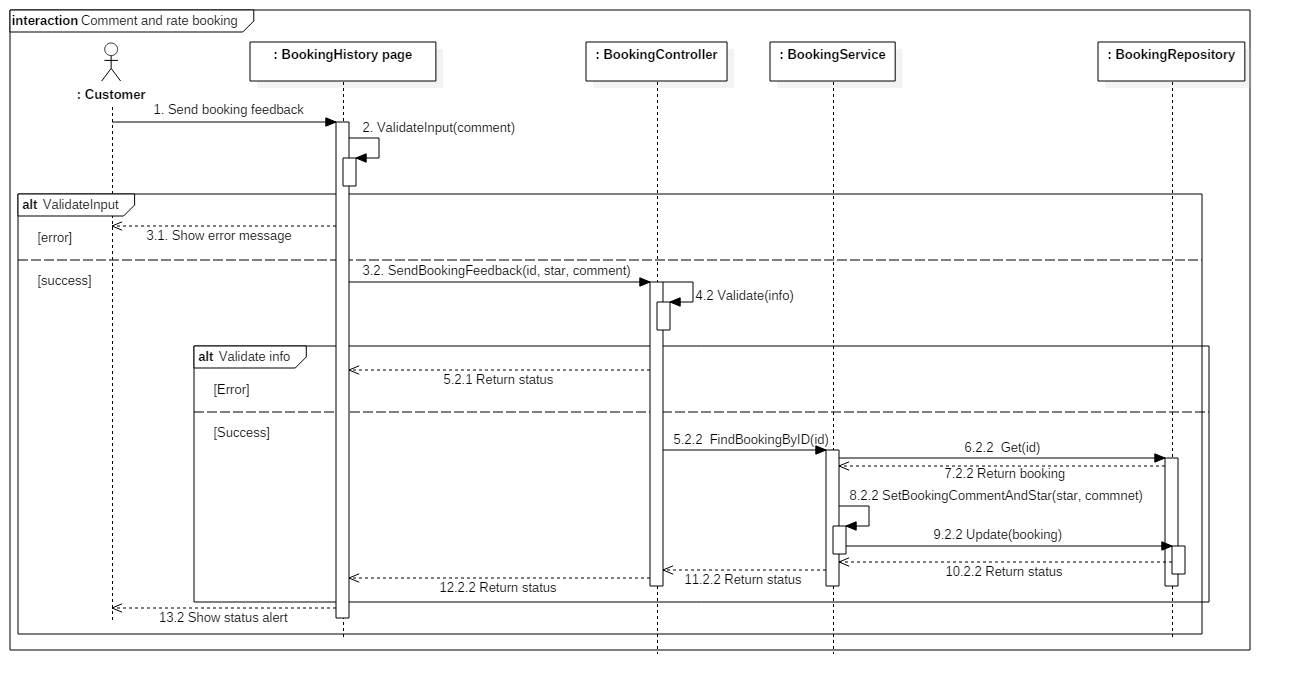 interaction Comment and rate booking
: BookingHistory page
: BookingController
: BookingService
: BookingRepository
: Customer
1. Send booking feedback
2. ValidateInput(comment)
alt ValidateInput
3.1. Show error message
[error]
3.2. SendBookingFeedback(id, star, comment)
[success]
4.2 Validate(info)
alt Validate info
5.2.1 Return status
[Error]
[Success]
5.2.2 FindBookingByID(id)
6.2.2 Get(id)
7.2.2 Return booking
8.2.2 SetBookingCommentAndStar(star, commnet)
9.2.2 Update(booking)
10.2.2 Return status
11.2.2 Return status
12.2.2 Return status
13.2 Show status alert